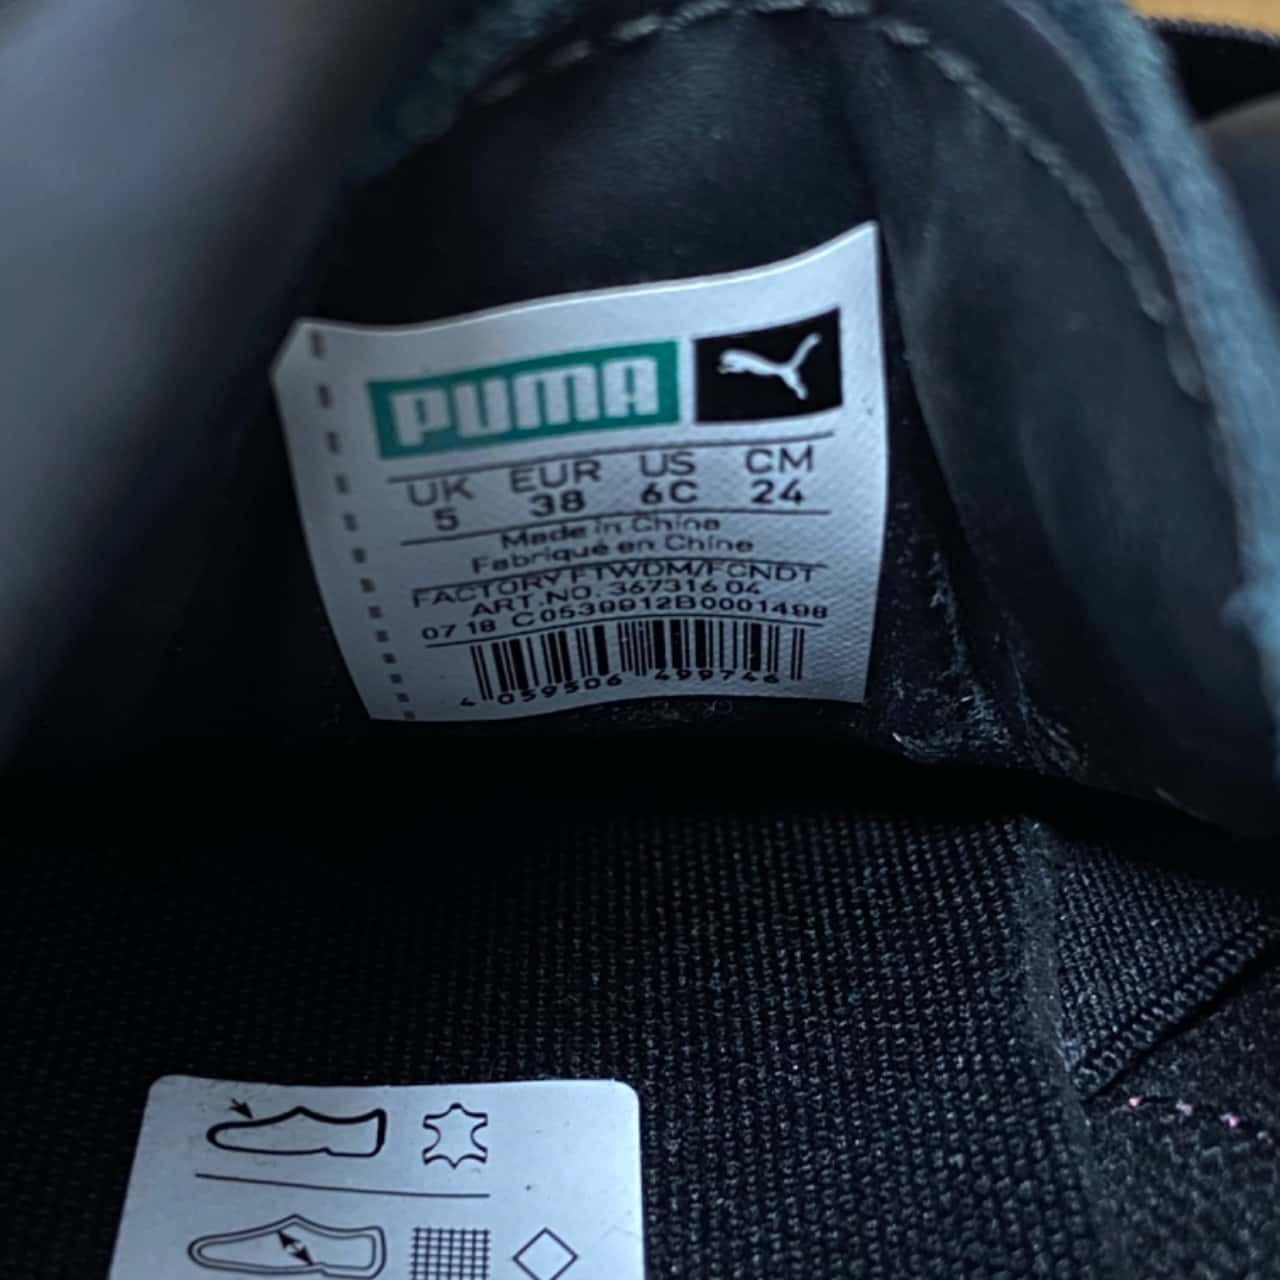 PUMA
UK EUR US CM
5 38 6C 24
Made in China
Fabriqué en Chine
FACTORY FTWDM/FCNDT
ART.NO. 367316 04
07 18 C0539912B0001498
4 059506 499746